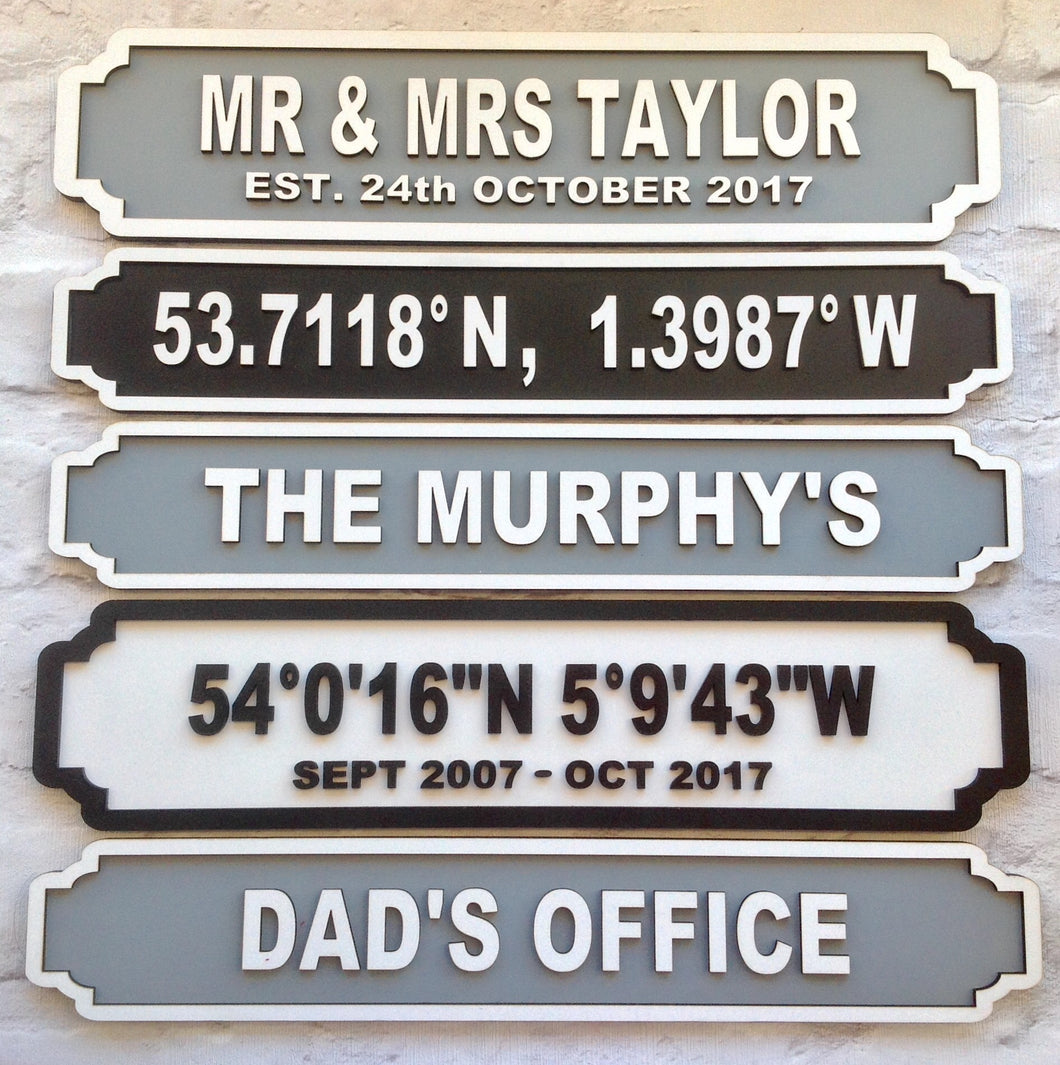 MR & MRS TAYLOR
EST. 24th OCTOBER 2017
53.7118°N, 1.3987°W
THE MURPHY'S
54°0'16"N 5°9'43"W
SEPT 2007 - OCT 2017
DAD'S OFFICE